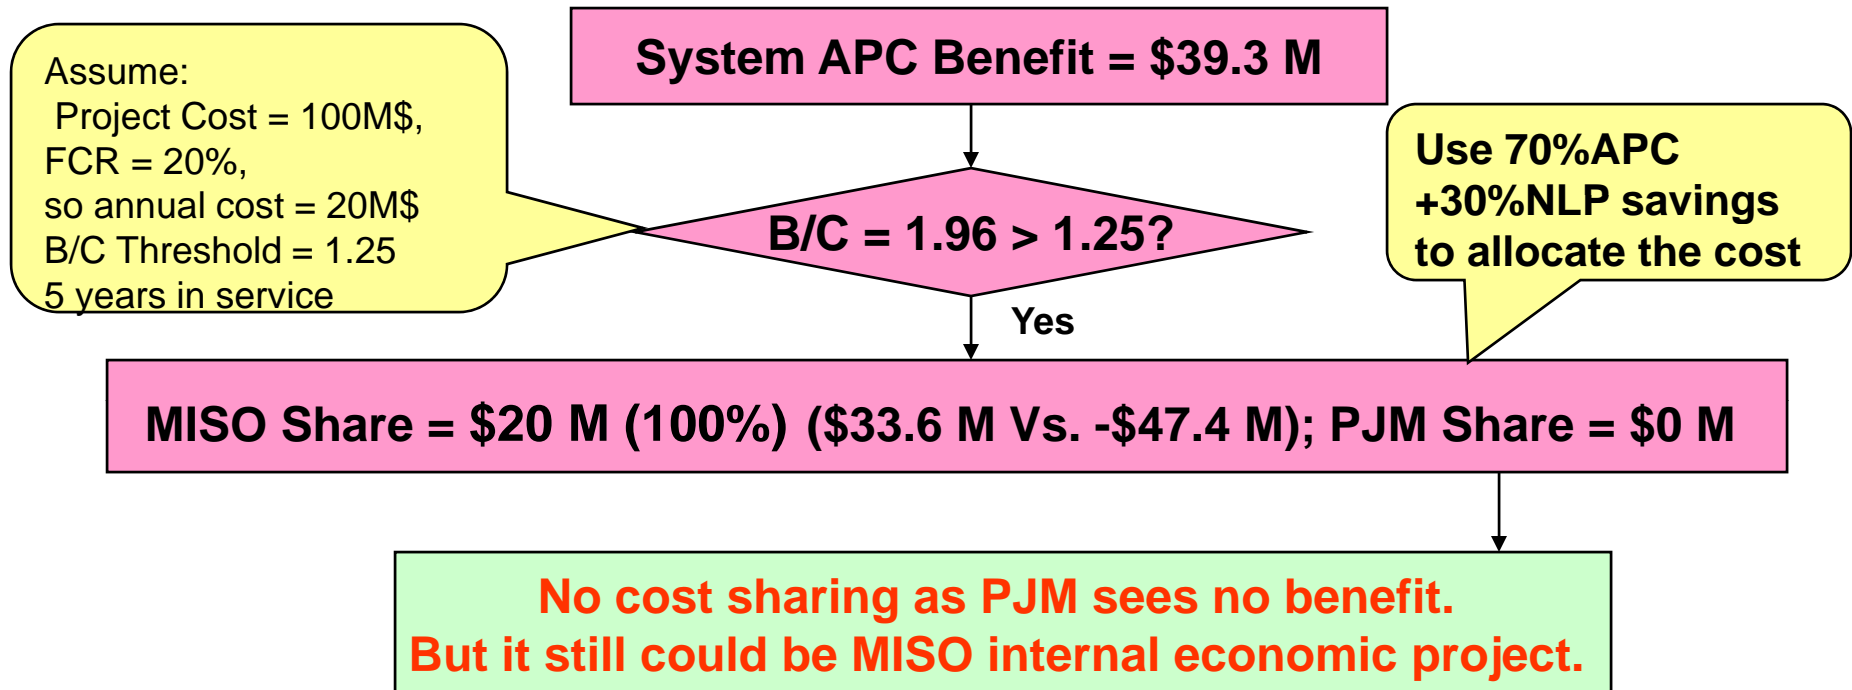 System APC Benefit = $39.3 M
Assume:
Project Cost = 100M$,
FCR = 20%,
so annual cost = 20M$
B/C Threshold = 1.25
5 years in service
B/C = 1.96 > 1.25?
Use 70%APC
+30%NLP savings
to allocate the cost
Yes
MISO Share = $20 M (100%) ($33.6 M Vs. -$47.4 M); PJM Share = $0 M
No cost sharing as PJM sees no benefit.
But it still could be MISO internal economic project.